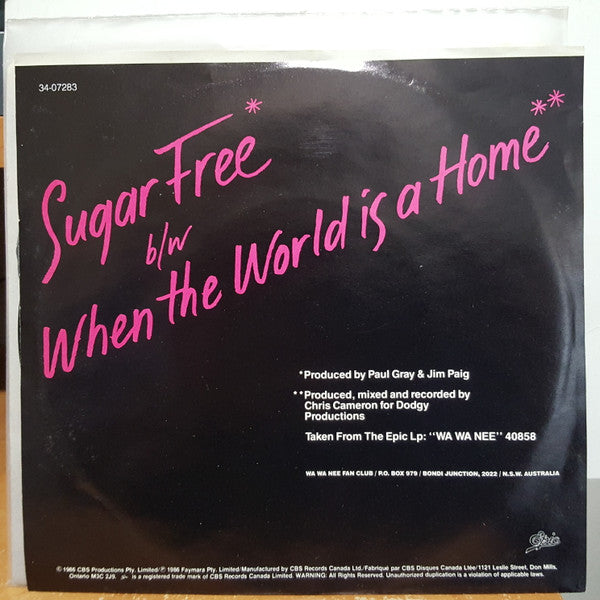 34-07283
Sugar Free*
b/w
When the World is a Home**
*Produced by Paul Gray & Jim Paig
**Produced, mixed and recorded by
Chris Cameron for Dodgy
Productions
Taken From The Epic Lp: "WA WA NEE" 40858
WA WA NEE FAN CLUB / P.O. BOX 979 / BONDI JUNCTION, 2022 / N.S.W. AUSTRALIA
Epic
© 1986 CBS Productions Pty. Limited/℗ 1986 Faymara Pty. Limited/Manufactured by CBS Records Canada Ltd./Fabriqué par CBS Disques Canada Ltée/1121 Leslie Street, Don Mills,
Ontario M3C 2J9. is a registered trade mark of CBS Records Canada Limited. WARNING: All Rights Reserved. Unauthorized duplication is a violation of applicable laws.